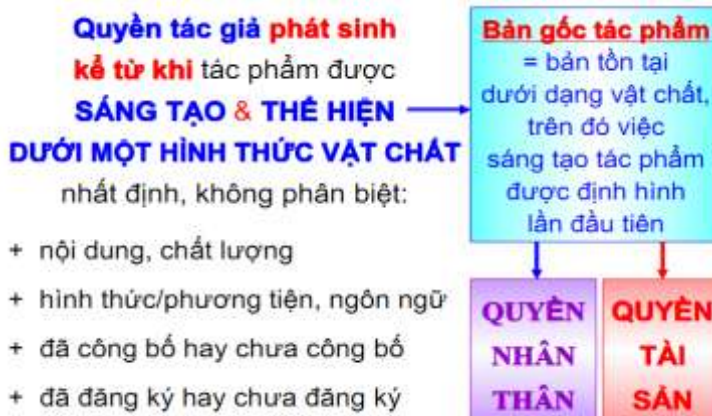 Quyền tác giả phát sinh
kể từ khi tác phẩm được
SÁNG TẠO & THỂ HIỆN
DƯỚI MỘT HÌNH THỨC VẬT CHẤT
nhất định, không phân biệt:
+ nội dung, chất lượng
+ hình thức/phương tiện, ngôn ngữ
+ đã công bố hay chưa công bố
+ đã đăng ký hay chưa đăng ký
Bản gốc tác phẩm
= bản tồn tại
dưới dạng vật chất,
trên đó việc
sáng tạo tác phẩm
được định hình
lần đầu tiên
QUYỀN
NHÂN
THÂN
QUYỀN
TÀI
SẢN